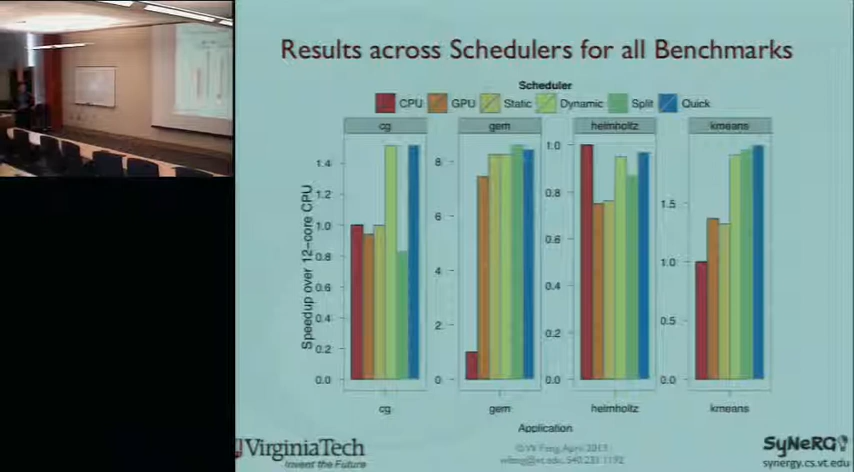 Results across Schedulers for all Benchmarks
Scheduler
CPU GPU Static Dynamic Split Quick
cg gem helmholtz kmeans
Speedup over 12-core CPU
1.4
1.2
1.0
0.8
0.6
0.4
0.2
0.0
8
6
4
2
0
1.0
0.8
0.6
0.4
0.2
0.0
1.5
1.0
0.5
0.0
cg gem helmholtz kmeans
Application
VirginiaTech
Invent the Future
SyNeRG
synergy.cs.vt.edu